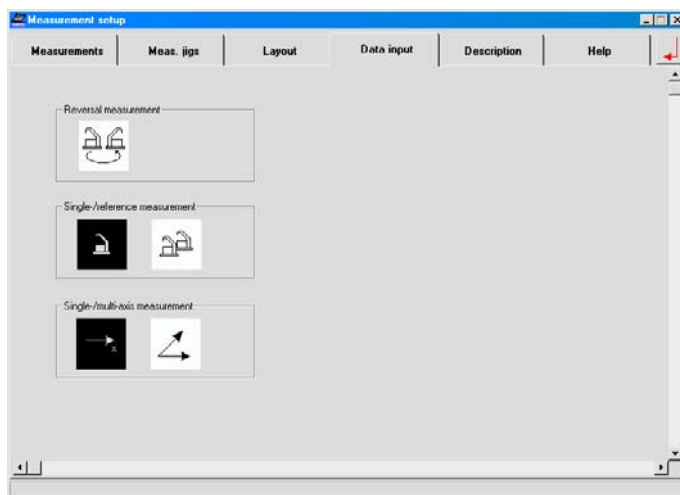 Measurement setup
Measurements Meas. jigs Layout Data input Description Help
Reversal measurement
Single-/reference measurement
Single-/multi-axis measurement
x